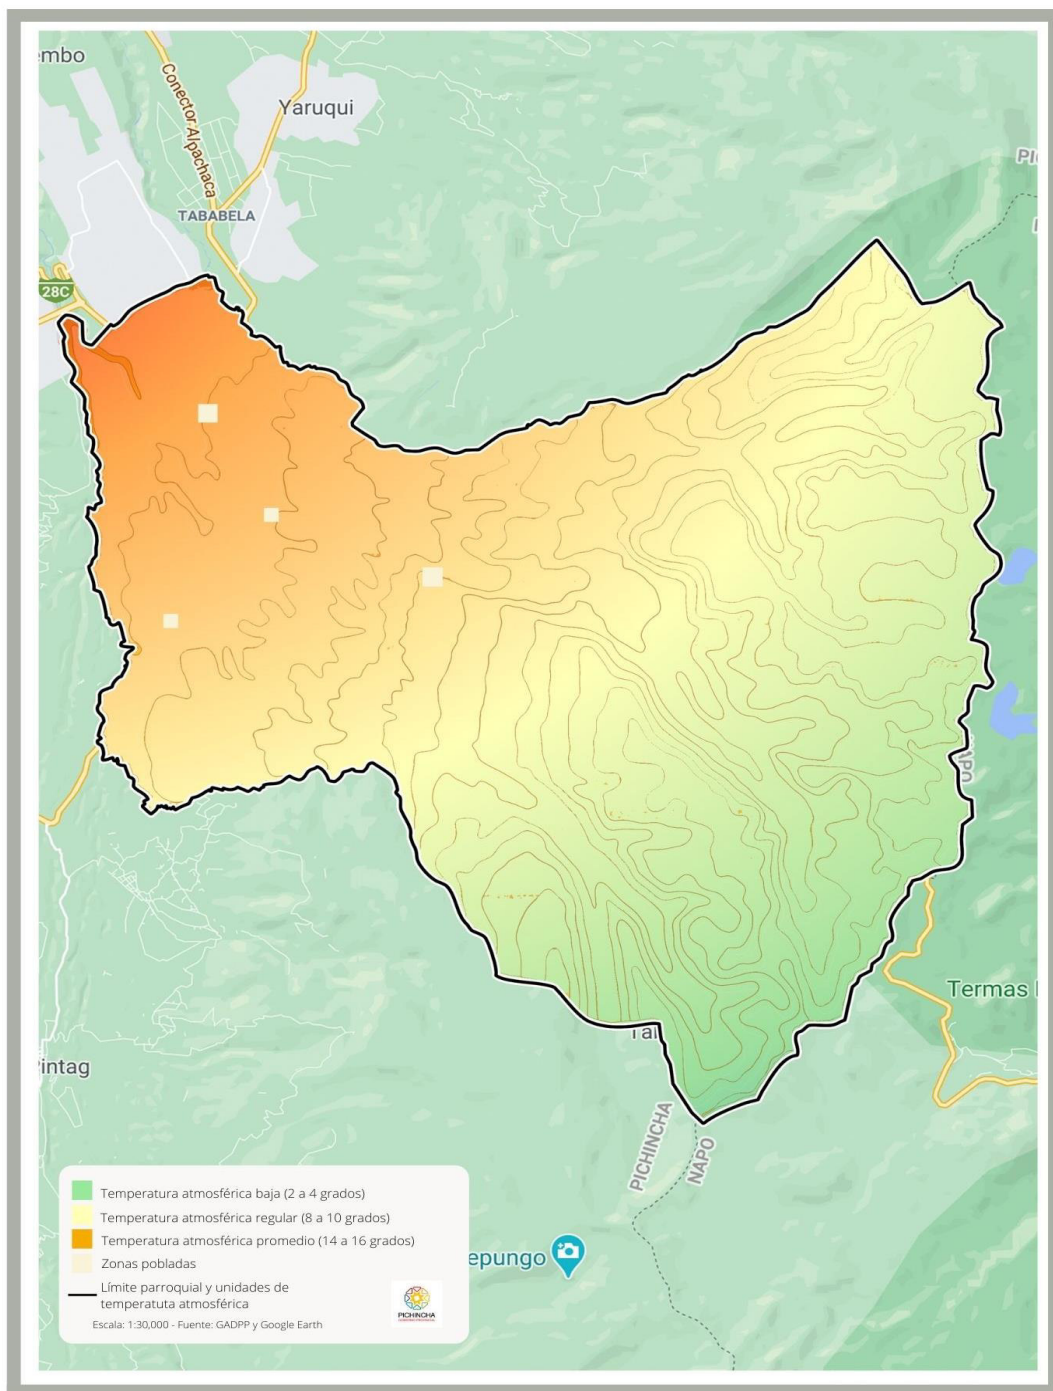 embo
Yaruqui
Conector Alpachaca
TABABELA
28C
Termas
Pintag
PICHINCHA
NAPO
epungo
Temperatura atmosférica baja (2 a 4 grados)
Temperatura atmosférica regular (8 a 10 grados)
Temperatura atmosférica promedio (14 a 16 grados)
Zonas pobladas
Límite parroquial y unidades de
temperatuta atmosférica
Escala: 1:30,000 - Fuente: GADPP y Google Earth
PICHINCHA